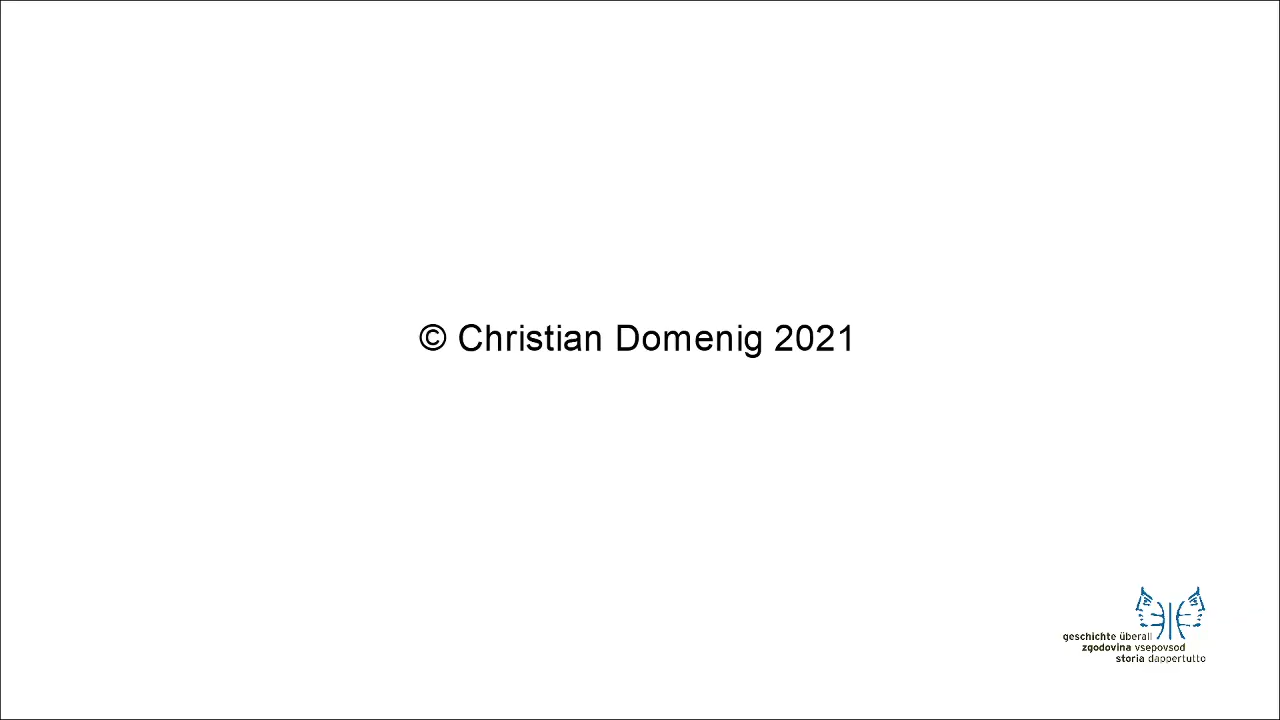 © Christian Domenig 2021
geschichte überall
zgodovina vsepovsod
storia dappertutto